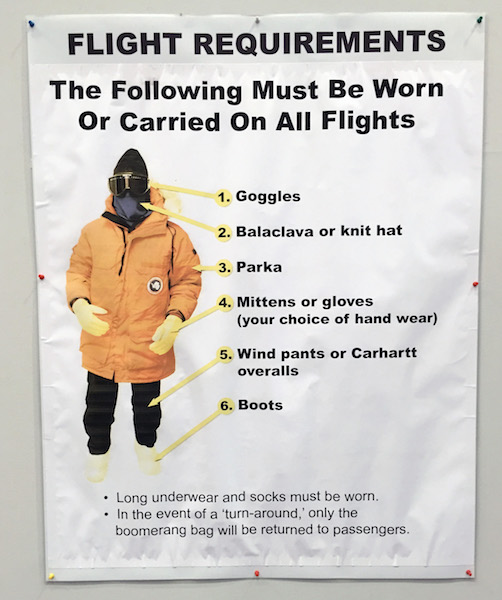 FLIGHT REQUIREMENTS
The Following Must Be Worn
Or Carried On All Flights
1. Goggles
2. Balaclava or knit hat
3. Parka
4. Mittens or gloves
(your choice of hand wear)
5. Wind pants or Carhartt
overalls
6. Boots
• Long underwear and socks must be worn.
• In the event of a ‘turn-around,’ only the
boomerang bag will be returned to passengers.